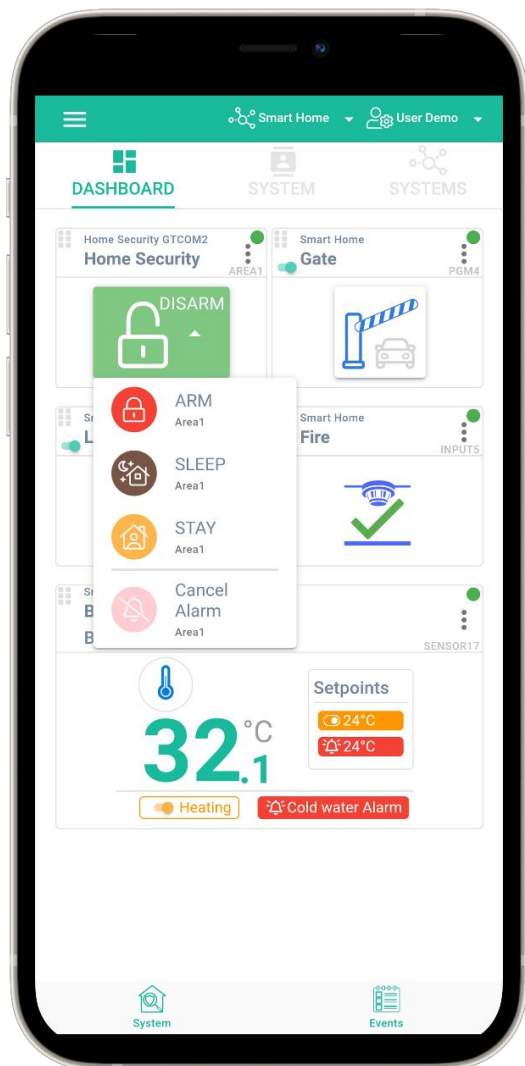 Smart Home
User Demo
DASHBOARD
SYSTEM
SYSTEMS
Home Security GTCOM2
Home Security
AREA1
Smart Home
Gate
PGM4
DISARM
ARM
Area1
SLEEP
Area1
STAY
Area1
Cancel
Alarm
Area1
Smart Home
Fire
INPUT5
SENSOR17
32.1
°C
Setpoints
24°C
24°C
Heating
Cold water Alarm
System
Events